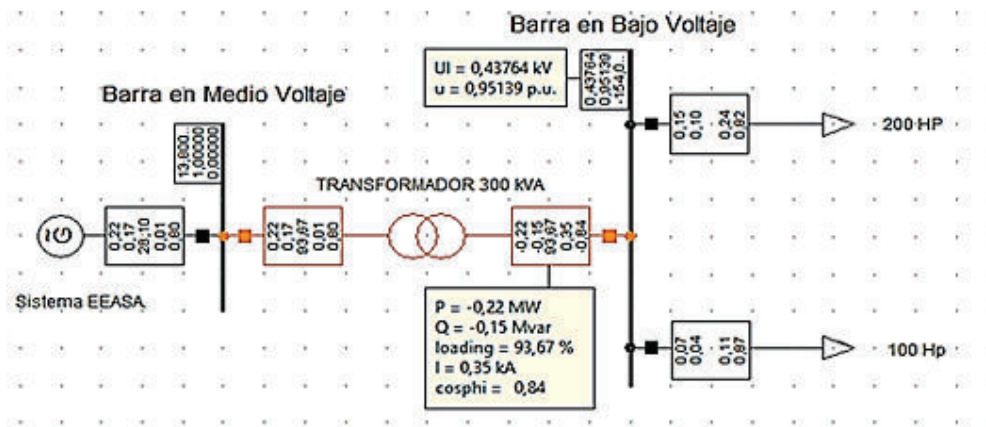 Barra en Bajo Voltaje
Ul = 0,43764 kV
u = 0,95139 p.u.
0,43764
0,95139
-154,0...
Barra en Medio Voltaje
13,800...
1,00000
0,00000
0,15
0,10
0,24
0,82
200 HP
TRANSFORMADOR 300 kVA
~G
0,22
0,17
28,10
0,01
0,80
0,22
0,17
93,67
0,01
0,80
-0,22
-0,15
93,67
0,35
-0,84
Sistema EEASA
P = -0,22 MW
Q = -0,15 Mvar
loading = 93,67 %
I = 0,35 kA
cosphi = 0,84
0,07
0,04
0,11
0,87
100 Hp